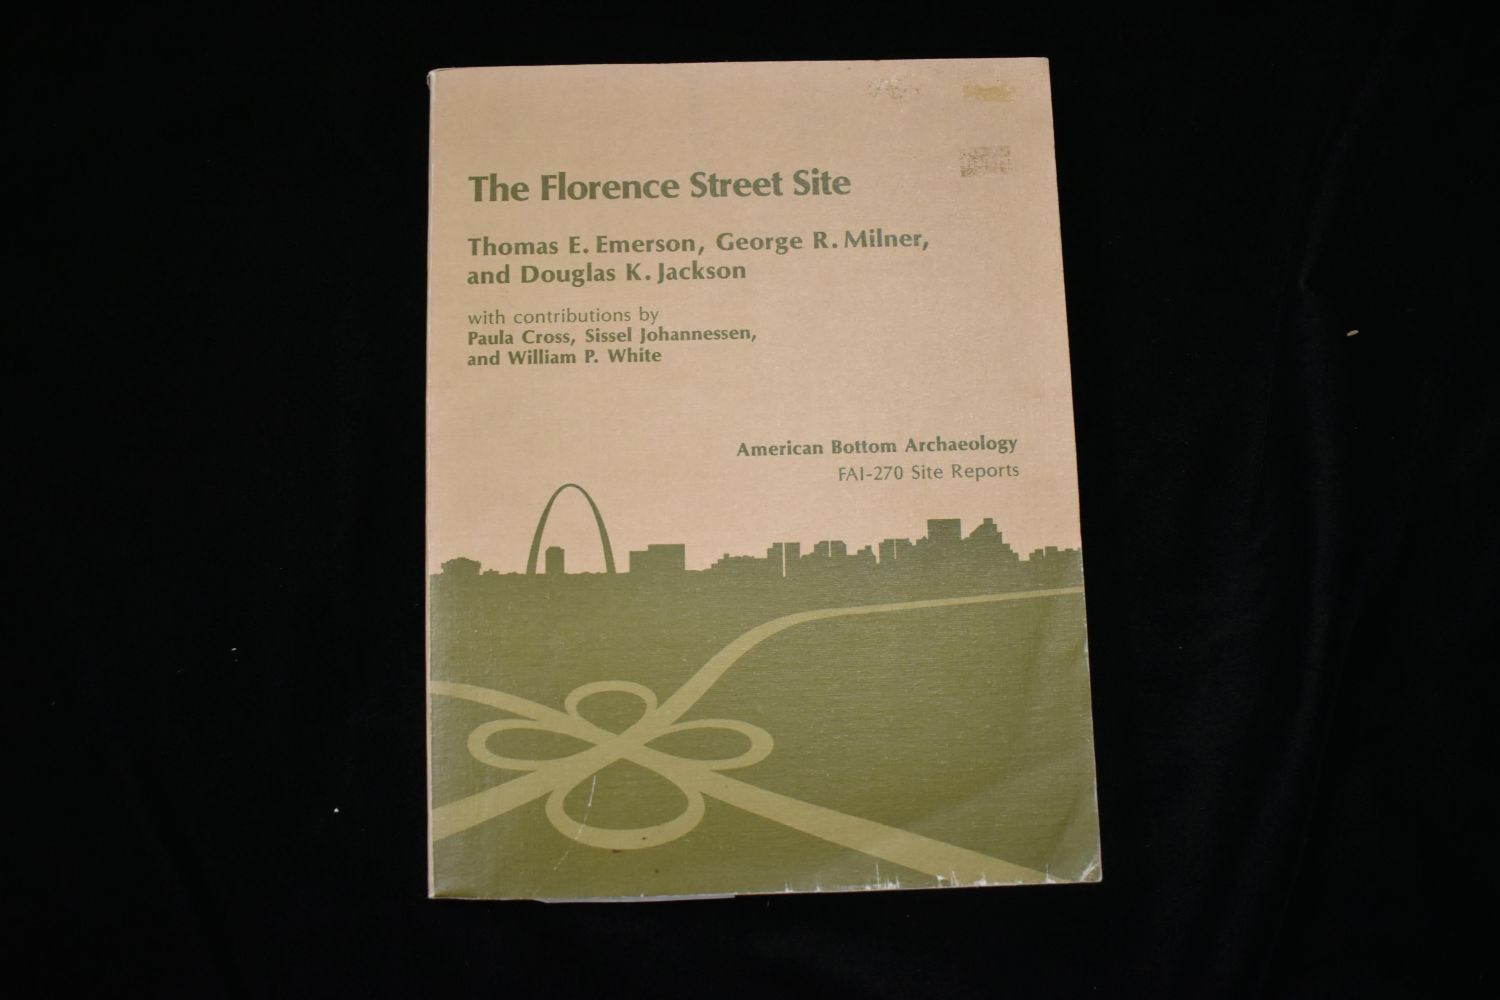 The Florence Street Site
Thomas E. Emerson, George R. Milner,
and Douglas K. Jackson
with contributions by
Paula Cross, Sissel Johannessen,
and William P. White
American Bottom Archaeology
FAI-270 Site Reports